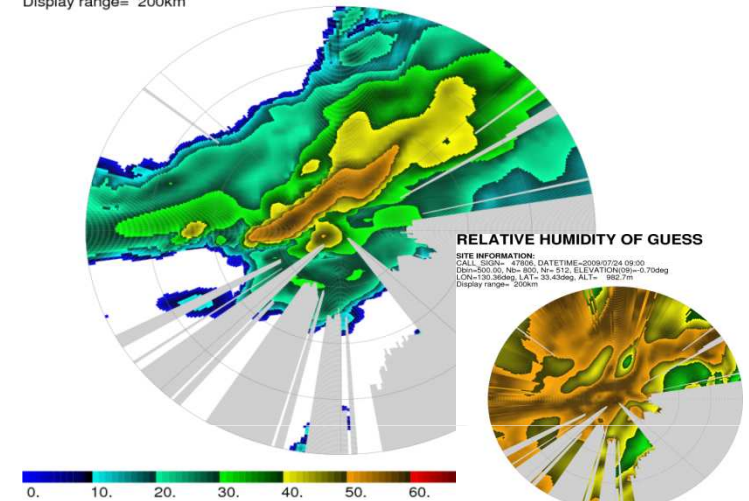 Display range= 200km
RELATIVE HUMIDITY OF GUESS
SITE INFORMATION:
CALL_SIGN= 47806, DATETIME=2009/07/24 09:00
Dbin=500.00, Nb= 800, Nr= 512, ELEVATION(09)=-0.70deg
LON=130.36deg, LAT= 33.43deg, ALT= 982.7m
Display range= 200km
0. 10. 20. 30. 40. 50. 60.